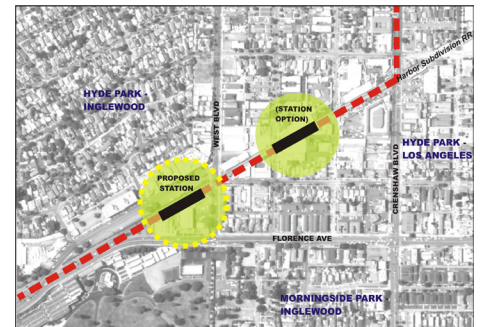 Harbor Subdivision RR
HYDE PARK -
INGLEWOOD
WEST BLVD
(STATION
OPTION)
HYDE PARK -
LOS ANGELES
CRENSHAW BLVD
PROPOSED
STATION
FLORENCE AVE
MORNINGSIDE PARK
INGLEWOOD